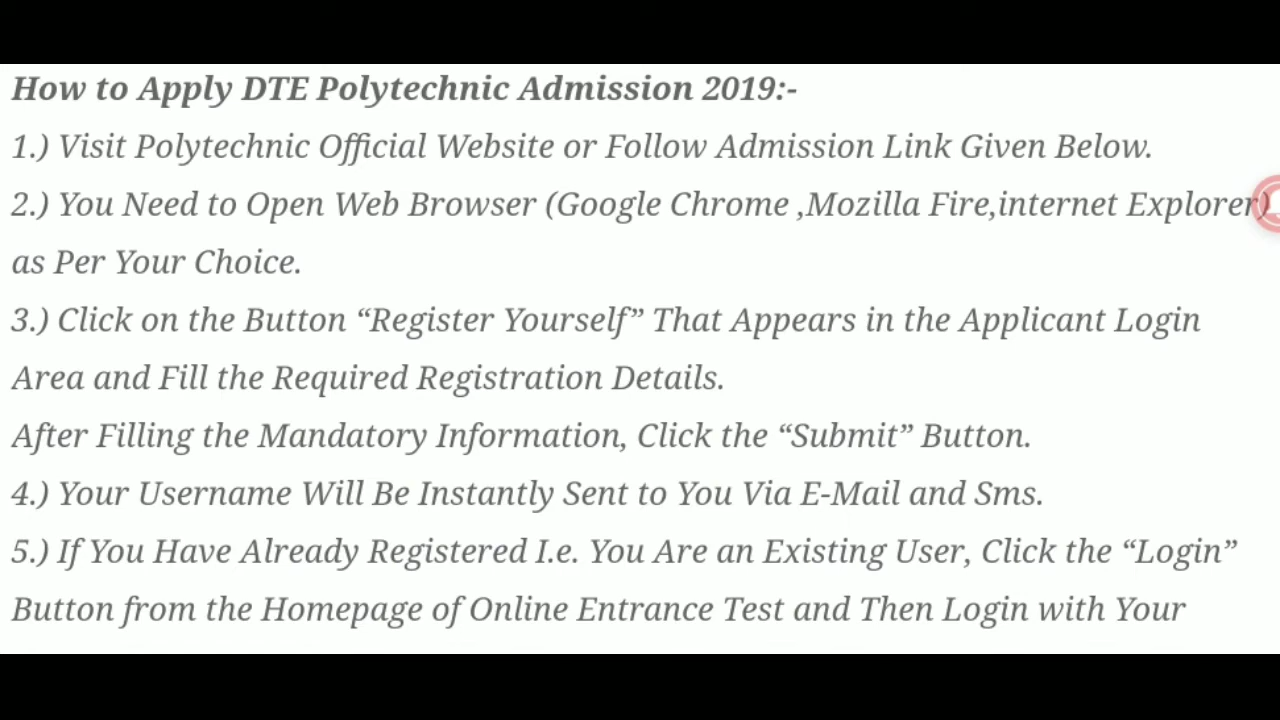 How to Apply DTE Polytechnic Admission 2019:-
1.) Visit Polytechnic Official Website or Follow Admission Link Given Below.
2.) You Need to Open Web Browser (Google Chrome ,Mozilla Fire,internet Explorer)
as Per Your Choice.
3.) Click on the Button “Register Yourself” That Appears in the Applicant Login
Area and Fill the Required Registration Details.
After Filling the Mandatory Information, Click the “Submit” Button.
4.) Your Username Will Be Instantly Sent to You Via E-Mail and Sms.
5.) If You Have Already Registered I.e. You Are an Existing User, Click the “Login”
Button from the Homepage of Online Entrance Test and Then Login with Your